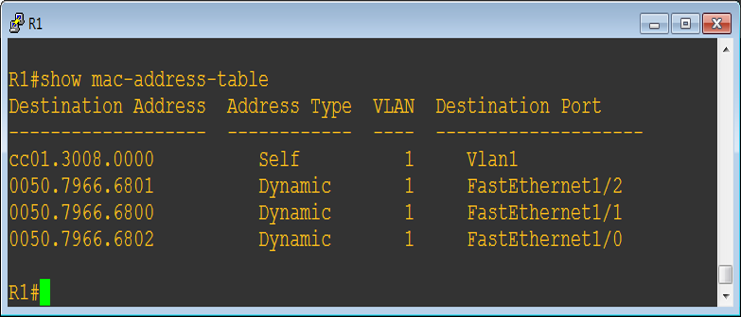 R1
R1#show mac-address-table
Destination Address  Address Type  VLAN  Destination Port
-------------------  ------------  ----  --------------------
cc01.3008.0000          Self          1     Vlan1
0050.7966.6801          Dynamic       1     FastEthernet1/2
0050.7966.6800          Dynamic       1     FastEthernet1/1
0050.7966.6802          Dynamic       1     FastEthernet1/0
R1#